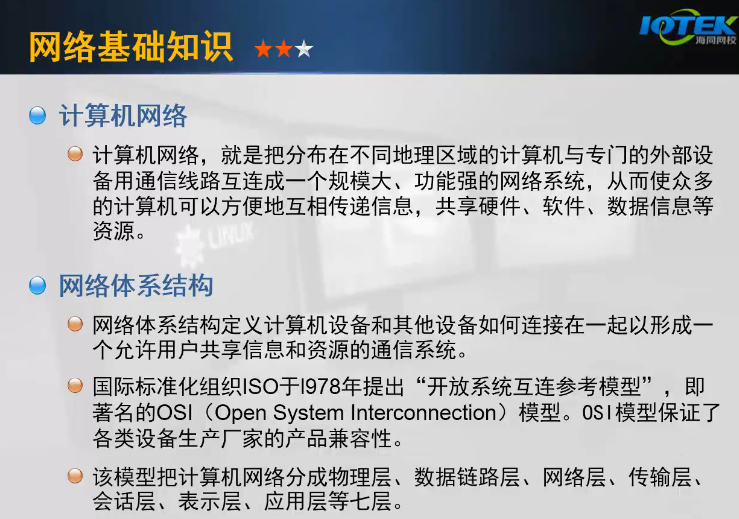 网络基础知识
IOTEK
海同网校
计算机网络
计算机网络，就是把分布在不同地理区域的计算机与专门的外部设
备用通信线路互连成一个规模大、功能强的网络系统，从而使众多
的计算机可以方便地互相传递信息，共享硬件、软件、数据信息等
资源。
LINUX
网络体系结构
网络体系结构定义计算机设备和其他设备如何连接在一起以形成一
个允许用户共享信息和资源的通信系统。
国际标准化组织ISO于l978年提出“开放系统互连参考模型”，即
著名的OSI（Open System Interconnection）模型。OSI模型保证了
各类设备生产厂家的产品兼容性。
该模型把计算机网络分成物理层、数据链路层、网络层、传输层、
会话层、表示层、应用层等七层。